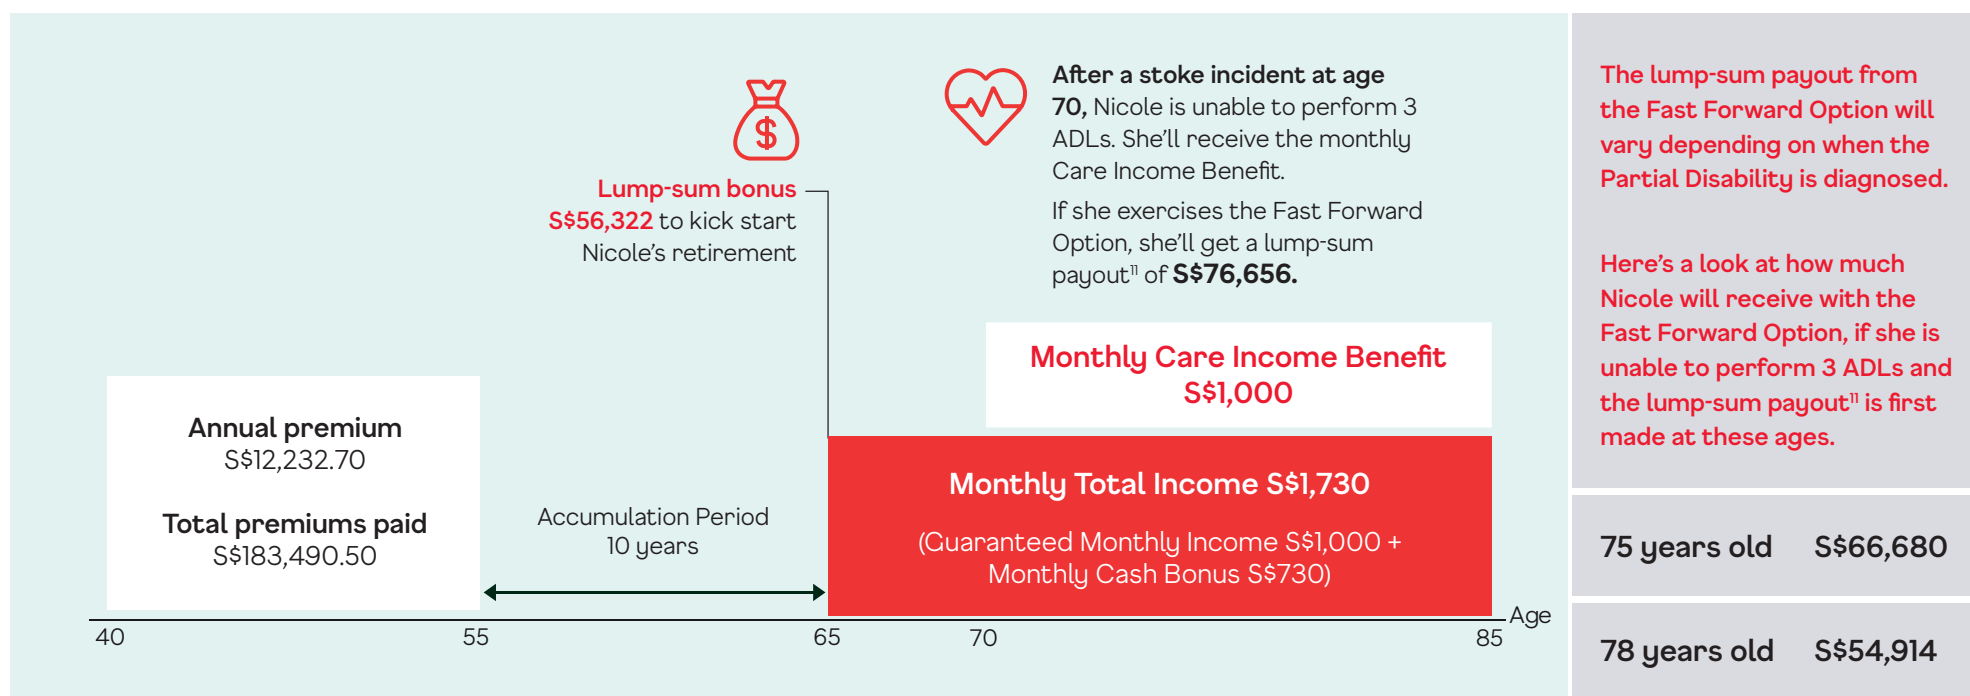 Lump-sum bonus
S$56,322 to kick start
Nicole's retirement
After a stoke incident at age
70, Nicole is unable to perform 3
ADLs. She'll receive the monthly
Care Income Benefit.
If she exercises the Fast Forward
Option, she'll get a lump-sum
payout¹¹ of S$76,656.
Monthly Care Income Benefit
S$1,000
Annual premium
S$12,232.70
Total premiums paid
S$183,490.50
Accumulation Period
10 years
Monthly Total Income S$1,730
(Guaranteed Monthly Income S$1,000 +
Monthly Cash Bonus S$730)
40
55
65
70
85
Age
The lump-sum payout from
the Fast Forward Option will
vary depending on when the
Partial Disability is diagnosed.
Here's a look at how much
Nicole will receive with the
Fast Forward Option, if she is
unable to perform 3 ADLs and
the lump-sum payout¹¹ is first
made at these ages.
75 years old S$66,680
78 years old S$54,914